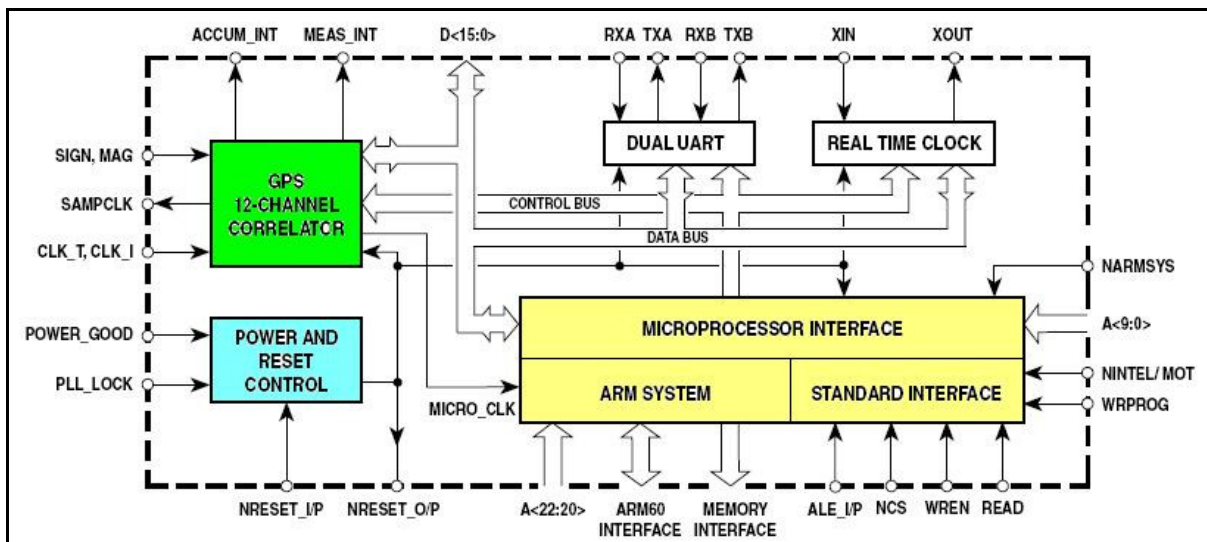 ACCUM_INT MEAS_INT D<15:0> RXA TXA RXB TXB XIN XOUT
DUAL UART
REAL TIME CLOCK
SIGN, MAG
GPS
12-CHANNEL
CORRELATOR
SAMPCLK
CONTROL BUS
DATA BUS
CLK_T, CLK_I
NARMSYS
POWER_GOOD
POWER AND
RESET
CONTROL
MICROPROCESSOR INTERFACE
A<9:0>
PLL_LOCK
MICRO_CLK
ARM SYSTEM
STANDARD INTERFACE
NINTEL/ MOT
WRPROG
NRESET_I/P NRESET_O/P A<22:20> ARM60
INTERFACE
MEMORY
INTERFACE
ALE_I/P NCS WREN READ